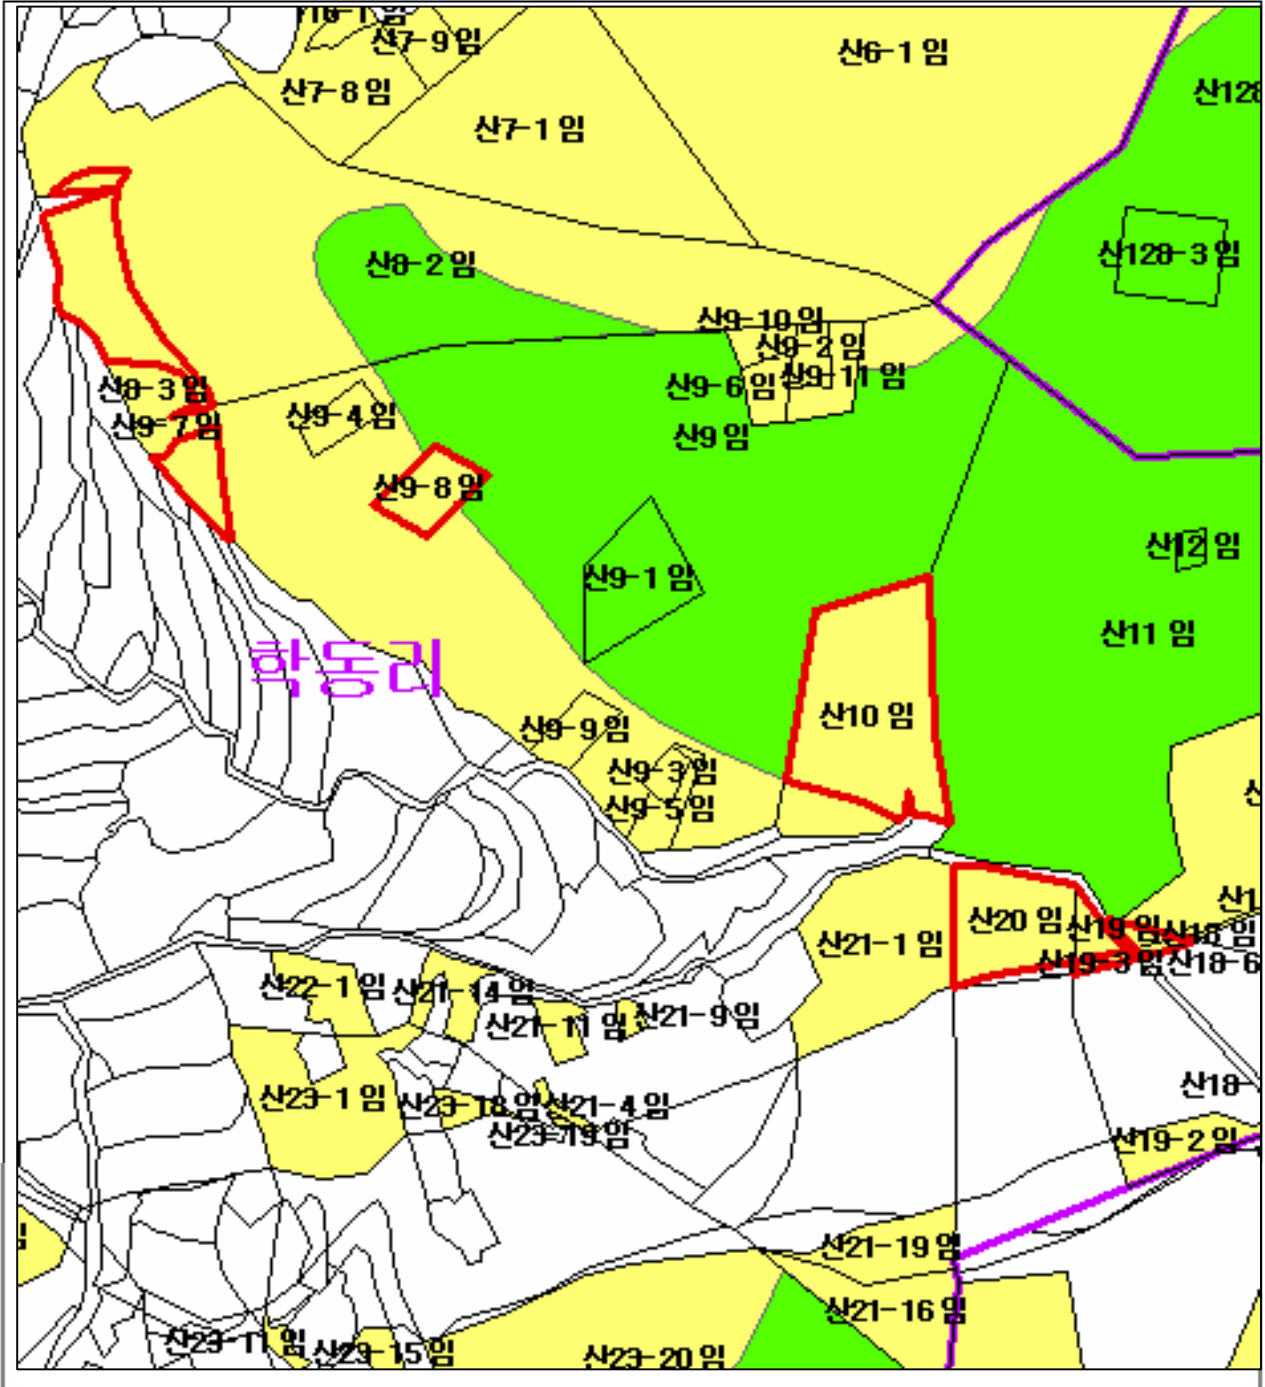 산7-9 임
산6-1 임
산7-8 임
산128
산7-1 임
산8-2 임
산128-3 임
산9-10 임
산9-2 임
산9-11 임
산8-3 임
산9-6 임
산9-4 임
산9-7 임
산9 임
산9-8 임
산12 임
산9-1 임
산11 임
학동리
산10 임
산9-9 임
산9-3 임
산9-5 임
산1
산20 임
산19 임
산18 임
산21-1 임
산19-3 임
산18-6
산22-1 임
산21-14 임
산21-11 임
산21-9 임
산18
산23-1 임
산23-18 임
산21-4 임
산23-19 임
산19-2 임
산21-19 임
산21-16 임
산23-11 임
산23-15 임
산23-20 임